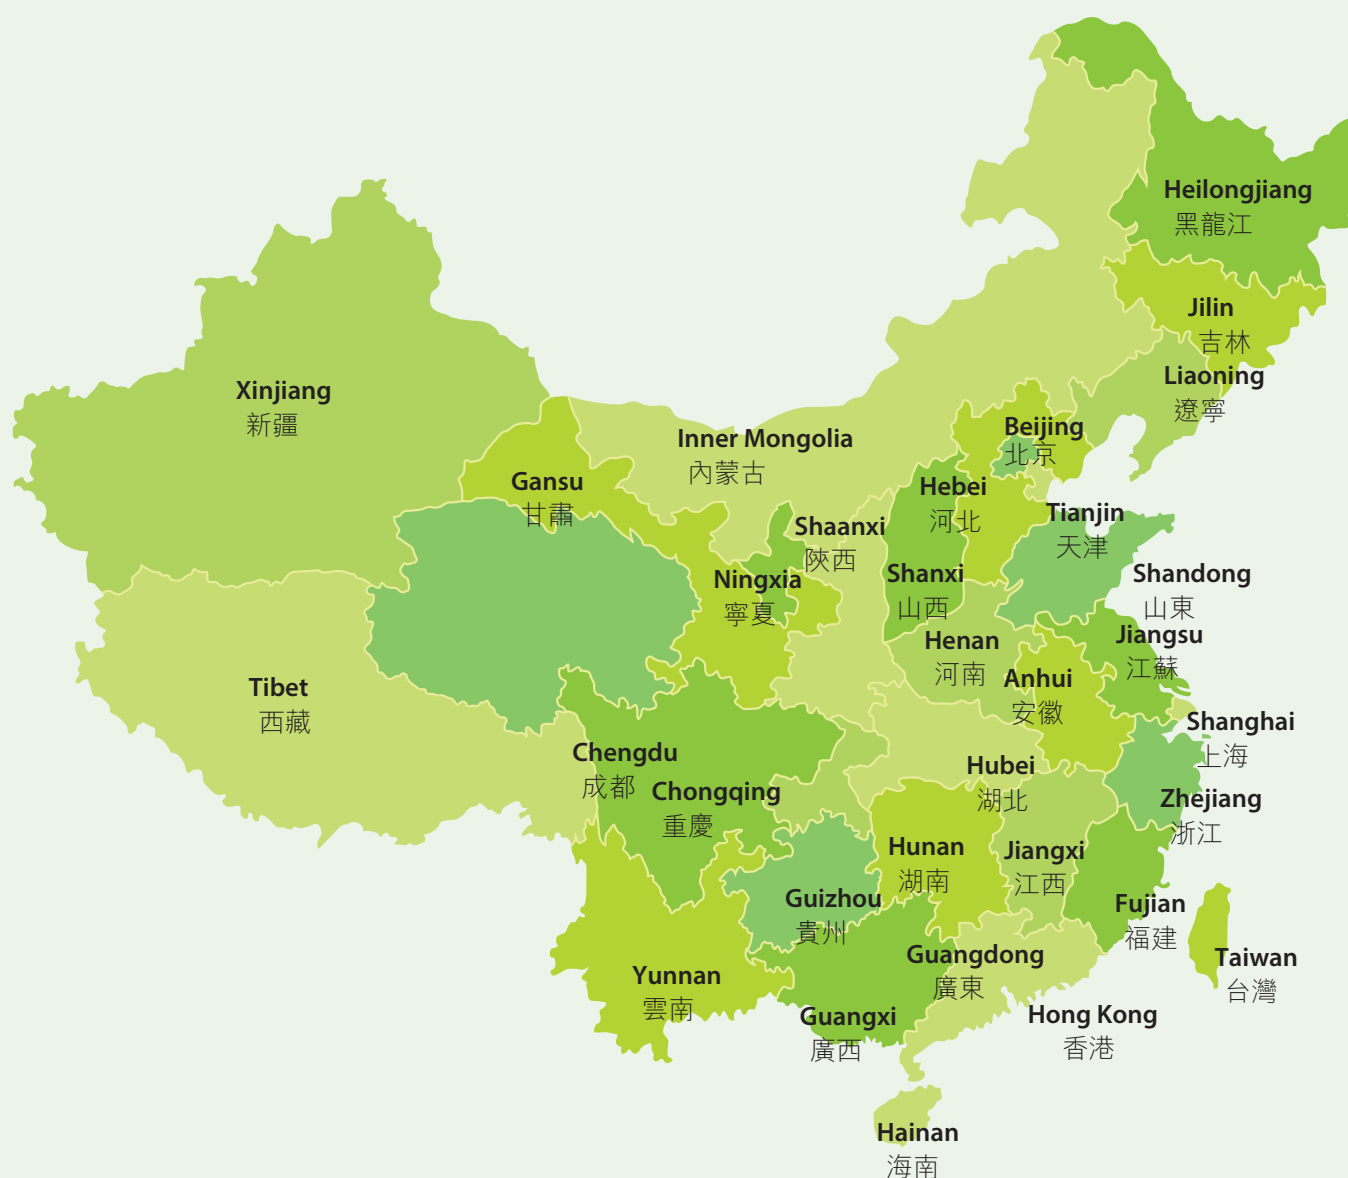 Heilongjiang
黑龍江
Jilin
吉林
Liaoning
遼寧
Xinjiang
新疆
Inner Mongolia
內蒙古
Beijing
北京
Gansu
甘肅
Hebei
河北
Shaanxi
陝西
Tianjin
天津
Ningxia
寧夏
Shanxi
山西
Shandong
山東
Henan
河南
Jiangsu
江蘇
Tibet
西藏
Anhui
安徽
Shanghai
上海
Chengdu
成都
Chongqing
重慶
Hubei
湖北
Zhejiang
浙江
Hunan
湖南
Jiangxi
江西
Guizhou
貴州
Fujian
福建
Yunnan
雲南
Guangdong
廣東
Taiwan
台灣
Guangxi
廣西
Hong Kong
香港
Hainan
海南